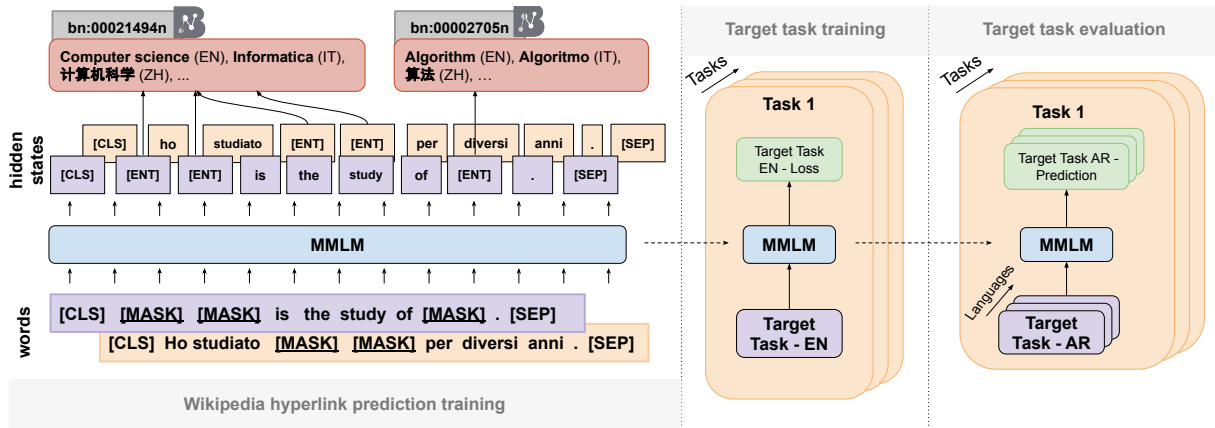 bn:00021494n
Computer science (EN), Informatica (IT),
计算机科学 (ZH), ...
bn:00002705n
Algorithm (EN), Algoritmo (IT),
算法 (ZH), …
hidden
states
[CLS] ho studiato [ENT] [ENT] per diversi anni . [SEP]
[CLS] [ENT] [ENT] is the study of [ENT] . [SEP]
MMLM
words
[CLS] [MASK] [MASK] is the study of [MASK] . [SEP]
[CLS] Ho studiato [MASK] [MASK] per diversi anni . [SEP]
Wikipedia hyperlink prediction training
Target task training
Tasks
Task 1
Target Task
EN - Loss
MMLM
Target
Task - EN
Target task evaluation
Tasks
Task 1
Target Task AR -
Prediction
MMLM
Languages
Target
Task - AR